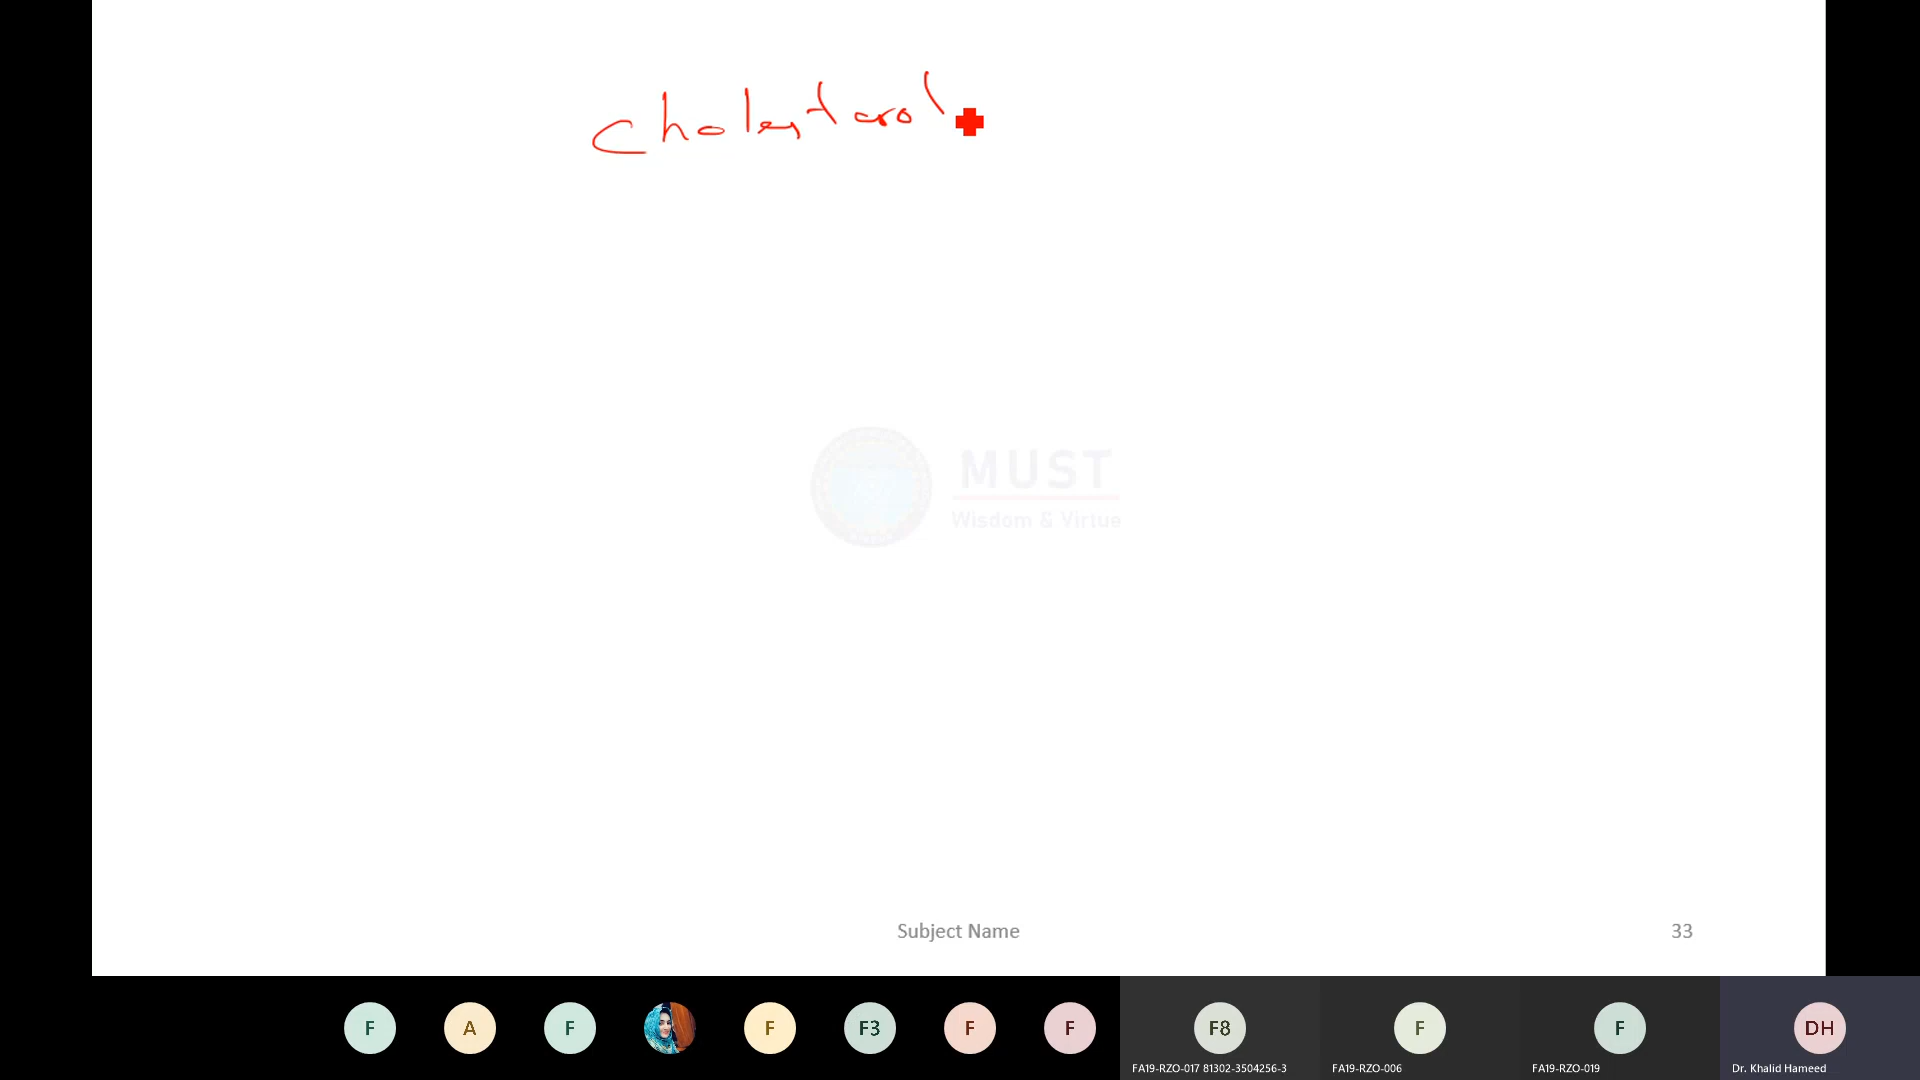 cholesterol
MUST
Wisdom & Virtue
Subject Name
33
F
A
F
F
F3
F
F
F8
F
F
DH
FA19-RZO-017 81302-3504256-3
FA19-RZO-006
FA19-RZO-019
Dr. Khalid Hameed